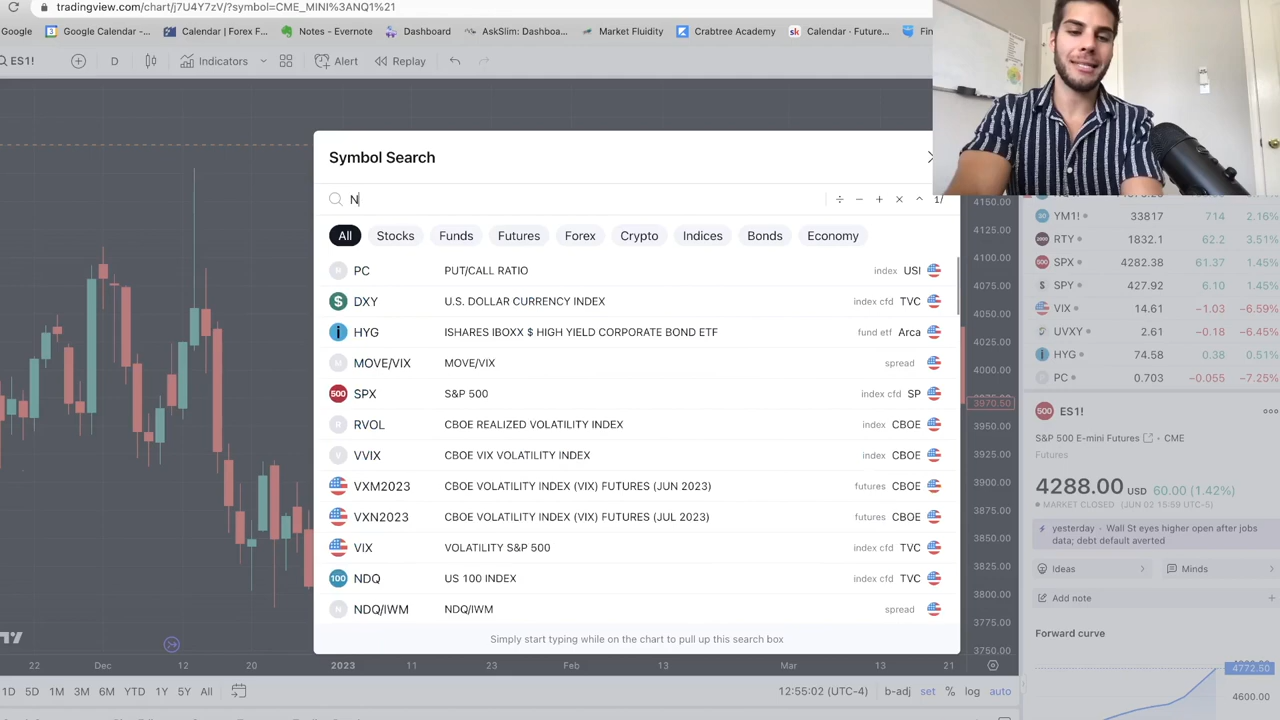 tradingview.com/chart/j7U4Y7zV/?symbol=CME_MINI%3ANQ1%21
Google
Google Calendar -...
Calendar | Forex F...
Notes - Evernote
Dashboard
AskSlim: Dashboa...
Market Fluidity
Crabtree Academy
Calendar · Future...
Fin
ES1!
D
Indicators
Alert
Replay
Symbol Search
N
1/
All
Stocks
Funds
Futures
Forex
Crypto
Indices
Bonds
Economy
PC PUT/CALL RATIO index USI
DXY U.S. DOLLAR CURRENCY INDEX index cfd TVC
HYG ISHARES IBOXX $ HIGH YIELD CORPORATE BOND ETF fund etf Arca
MOVE/VIX MOVE/VIX spread
500 SPX S&P 500 index cfd SP
RVOL CBOE REALIZED VOLATILITY INDEX index CBOE
VVIX CBOE VIX VOLATILITY INDEX index CBOE
VXM2023 CBOE VOLATILITY INDEX (VIX) FUTURES (JUN 2023) futures CBOE
VXN2023 CBOE VOLATILITY INDEX (VIX) FUTURES (JUL 2023) futures CBOE
VIX VOLATILITY S&P 500 index cfd TVC
100 NDQ US 100 INDEX index cfd TVC
NDQ/IWM NDQ/IWM spread
Simply start typing while on the chart to pull up this search box
4150.00
4125.00
4100.00
4075.00
4050.00
4025.00
4000.00
3970.50
3950.00
3925.00
3900.00
3875.00
3850.00
3825.00
3800.00
3775.00
3750.00
YM1! 33817 714 2.16%
RTY 1832.1 62.2 3.51%
SPX 4282.38 61.37 1.45%
SPY 427.92 6.10 1.45%
VIX 14.61 −1.03 −6.59%
UVXY 2.61 −0.18 −6.45%
HYG 74.58 0.38 0.51%
PC 0.703 −0.055 −7.25%
500 ES1!
S&P 500 E-mini Futures · CME
Futures
4288.00 USD 60.00 (1.42%)
MARKET CLOSED (JUN 02 15:59 UTC-5)
yesterday · Wall St eyes higher open after jobs
data; debt default averted
Ideas
Minds
Add note
Forward curve
4772.50
4600.00
22 Dec 12 20 2023 11 23 Feb 13 Mar 13 21
1D 5D 1M 3M 6M YTD 1Y 5Y All
12:55:02 (UTC-4) b-adj set % log auto